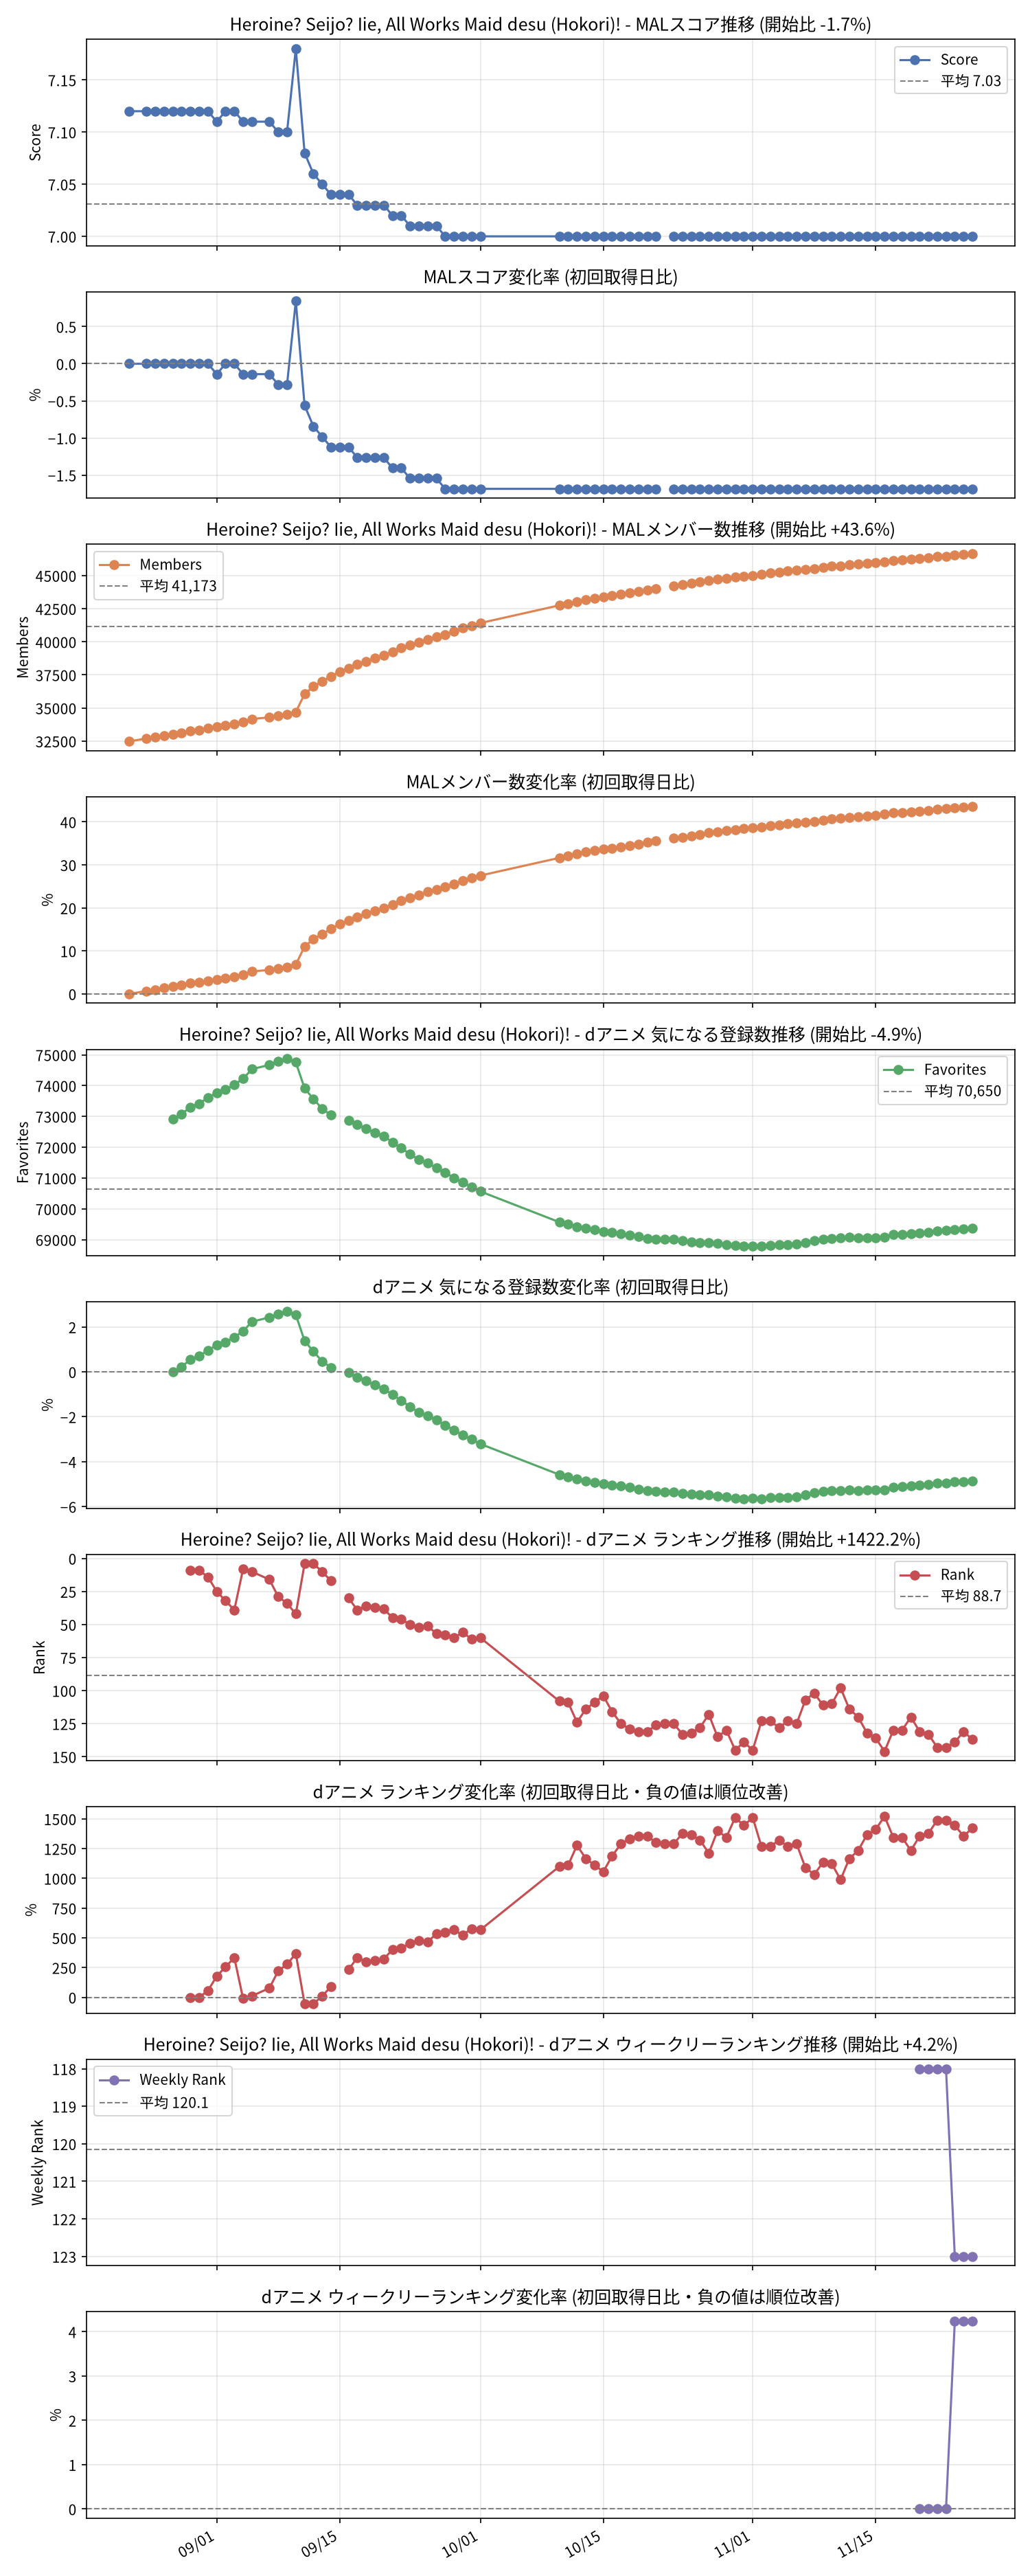 Heroine? Seijo? Iie, All Works Maid desu (Hokori)! - MALスコア推移 (開始比 -1.7%)
Score
平均 7.03
7.15
7.10
7.05
7.00
Score
MALスコア変化率 (初回取得日比)
0.5
0.0
−0.5
−1.0
−1.5
%
Heroine? Seijo? Iie, All Works Maid desu (Hokori)! - MALメンバー数推移 (開始比 +43.6%)
Members
平均 41,173
45000
42500
40000
37500
35000
32500
Members
MALメンバー数変化率 (初回取得日比)
40
30
20
10
0
%
Heroine? Seijo? Iie, All Works Maid desu (Hokori)! - dアニメ 気になる登録数推移 (開始比 -4.9%)
Favorites
平均 70,650
75000
74000
73000
72000
71000
70000
69000
Favorites
dアニメ 気になる登録数変化率 (初回取得日比)
2
0
−2
−4
−6
%
Heroine? Seijo? Iie, All Works Maid desu (Hokori)! - dアニメ ランキング推移 (開始比 +1422.2%)
Rank
平均 88.7
0
25
50
75
100
125
150
Rank
dアニメ ランキング変化率 (初回取得日比・負の値は順位改善)
1500
1250
1000
750
500
250
0
%
Heroine? Seijo? Iie, All Works Maid desu (Hokori)! - dアニメ ウィークリーランキング推移 (開始比 +4.2%)
Weekly Rank
平均 120.1
118
119
120
121
122
123
Weekly Rank
dアニメ ウィークリーランキング変化率 (初回取得日比・負の値は順位改善)
4
3
2
1
0
%
09/01
09/15
10/01
10/15
11/01
11/15